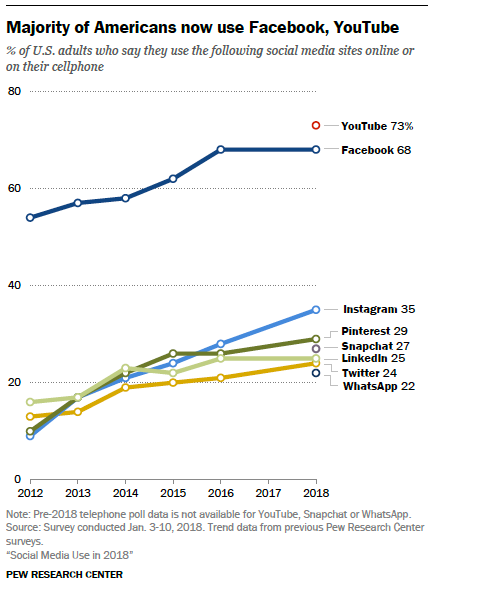 Majority of Americans now use Facebook, YouTube
% of U.S. adults who say they use the following social media sites online or
on their cellphone
80
YouTube 73%
Facebook 68
60
40
Instagram 35
Pinterest 29
Snapchat 27
LinkedIn 25
20
Twitter 24
WhatsApp 22
0
2012 2013 2014 2015 2016 2017 2018
Note: Pre-2018 telephone poll data is not available for YouTube, Snapchat or WhatsApp.
Source: Survey conducted Jan. 3-10, 2018. Trend data from previous Pew Research Center
surveys.
“Social Media Use in 2018”
PEW RESEARCH CENTER